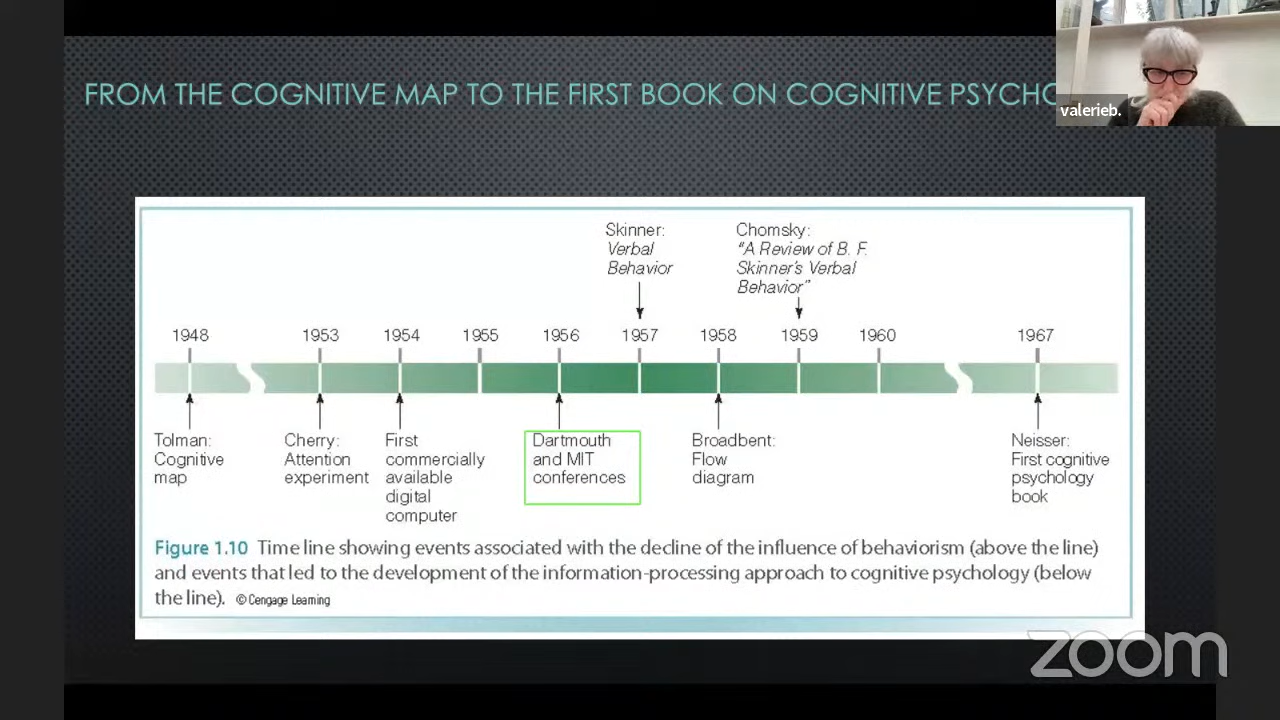 FROM THE COGNITIVE MAP TO THE FIRST BOOK ON COGNITIVE PSYCHO
valerieb.
Skinner:
Verbal
Behavior
Chomsky:
"A Review of B. F.
Skinner's Verbal
Behavior"
1948 1953 1954 1955 1956 1957 1958 1959 1960 1967
Tolman:
Cognitive
map
Cherry:
Attention
experiment
First
commercially
available
digital
computer
Dartmouth
and MIT
conferences
Broadbent:
Flow
diagram
Neisser:
First cognitive
psychology
book
Figure 1.10 Time line showing events associated with the decline of the influence of behaviorism (above the line)
and events that led to the development of the information-processing approach to cognitive psychology (below
the line). © Cengage Learning
zoom